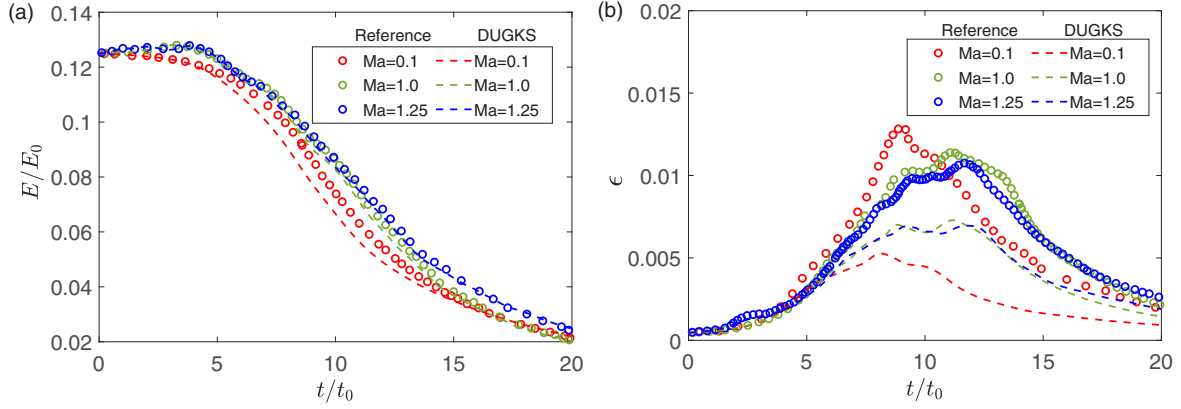 (a)
0.14
0.12
0.1
0.08
0.06
0.04
0.02
E/E₀
0 5 10 15 20
t/t₀
Reference DUGKS
Ma=0.1 Ma=0.1
Ma=1.0 Ma=1.0
Ma=1.25 Ma=1.25
(b)
0.02
0.015
0.01
0.005
0
ϵ
0 5 10 15 20
t/t₀
Reference DUGKS
Ma=0.1 Ma=0.1
Ma=1.0 Ma=1.0
Ma=1.25 Ma=1.25